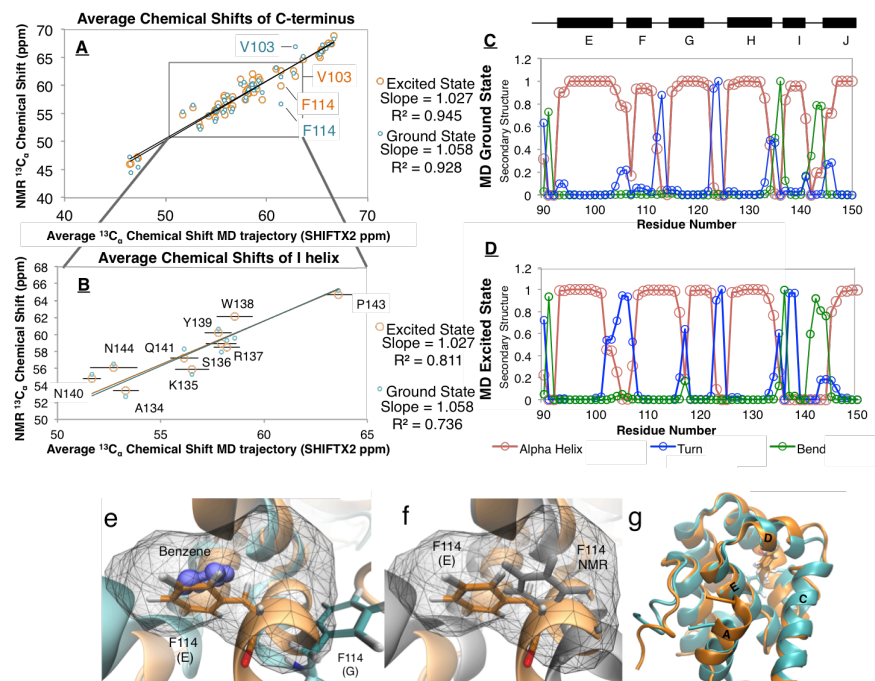 Average Chemical Shifts of C-terminus
A
NMR ¹³Cα Chemical Shift (ppm)
70
65
60
55
50
45
40
40
50
60
70
V103
V103
F114
F114
Excited State
Slope = 1.027
R² = 0.945
Ground State
Slope = 1.058
R² = 0.928
Average ¹³Cα Chemical Shift MD trajectory (SHIFTX2 ppm)
Average Chemical Shifts of I helix
B
NMR ¹³Cα Chemical Shift (ppm)
68
66
64
62
60
58
56
54
52
50
50
55
60
65
W138
P143
Y139
N144
Q141
S136
R137
K135
N140
A134
Excited State
Slope = 1.027
R² = 0.811
Ground State
Slope = 1.058
R² = 0.736
Average ¹³Cα Chemical Shift MD trajectory (SHIFTX2 ppm)
C
E F G H I J
MD Ground State
Secondary Structure
1.2
1
0.8
0.6
0.4
0.2
0
90 100 110 120 130 140 150
Residue Number
D
MD Excited State
Secondary Structure
1.2
1
0.8
0.6
0.4
0.2
0
90 100 110 120 130 140 150
Residue Number
Alpha Helix Turn Bend
e
Benzene
F114
(E)
F114
(G)
f
F114
(E)
F114
NMR
g
D
E
C
A